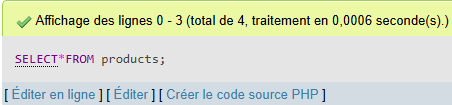 Affichage des lignes 0 - 3 (total de 4, traitement en 0,0006 seconde(s).)
SELECT*FROM products;
[ Éditer en ligne ] [ Éditer ] [ Créer le code source PHP ]